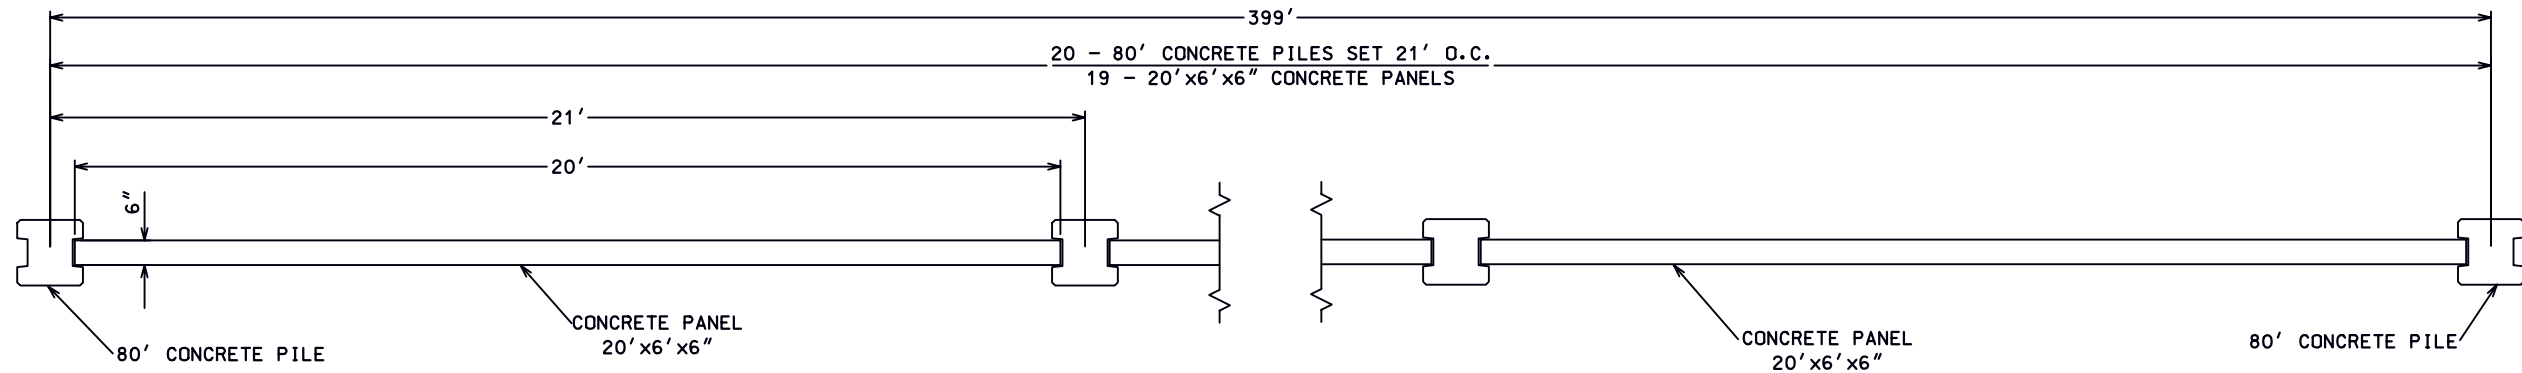 399'
20 - 80' CONCRETE PILES SET 21' O.C.
19 - 20'x6'x6" CONCRETE PANELS
21'
20'
6"
CONCRETE PANEL
20'x6'x6"
80' CONCRETE PILE
CONCRETE PANEL
20'x6'x6"
80' CONCRETE PILE